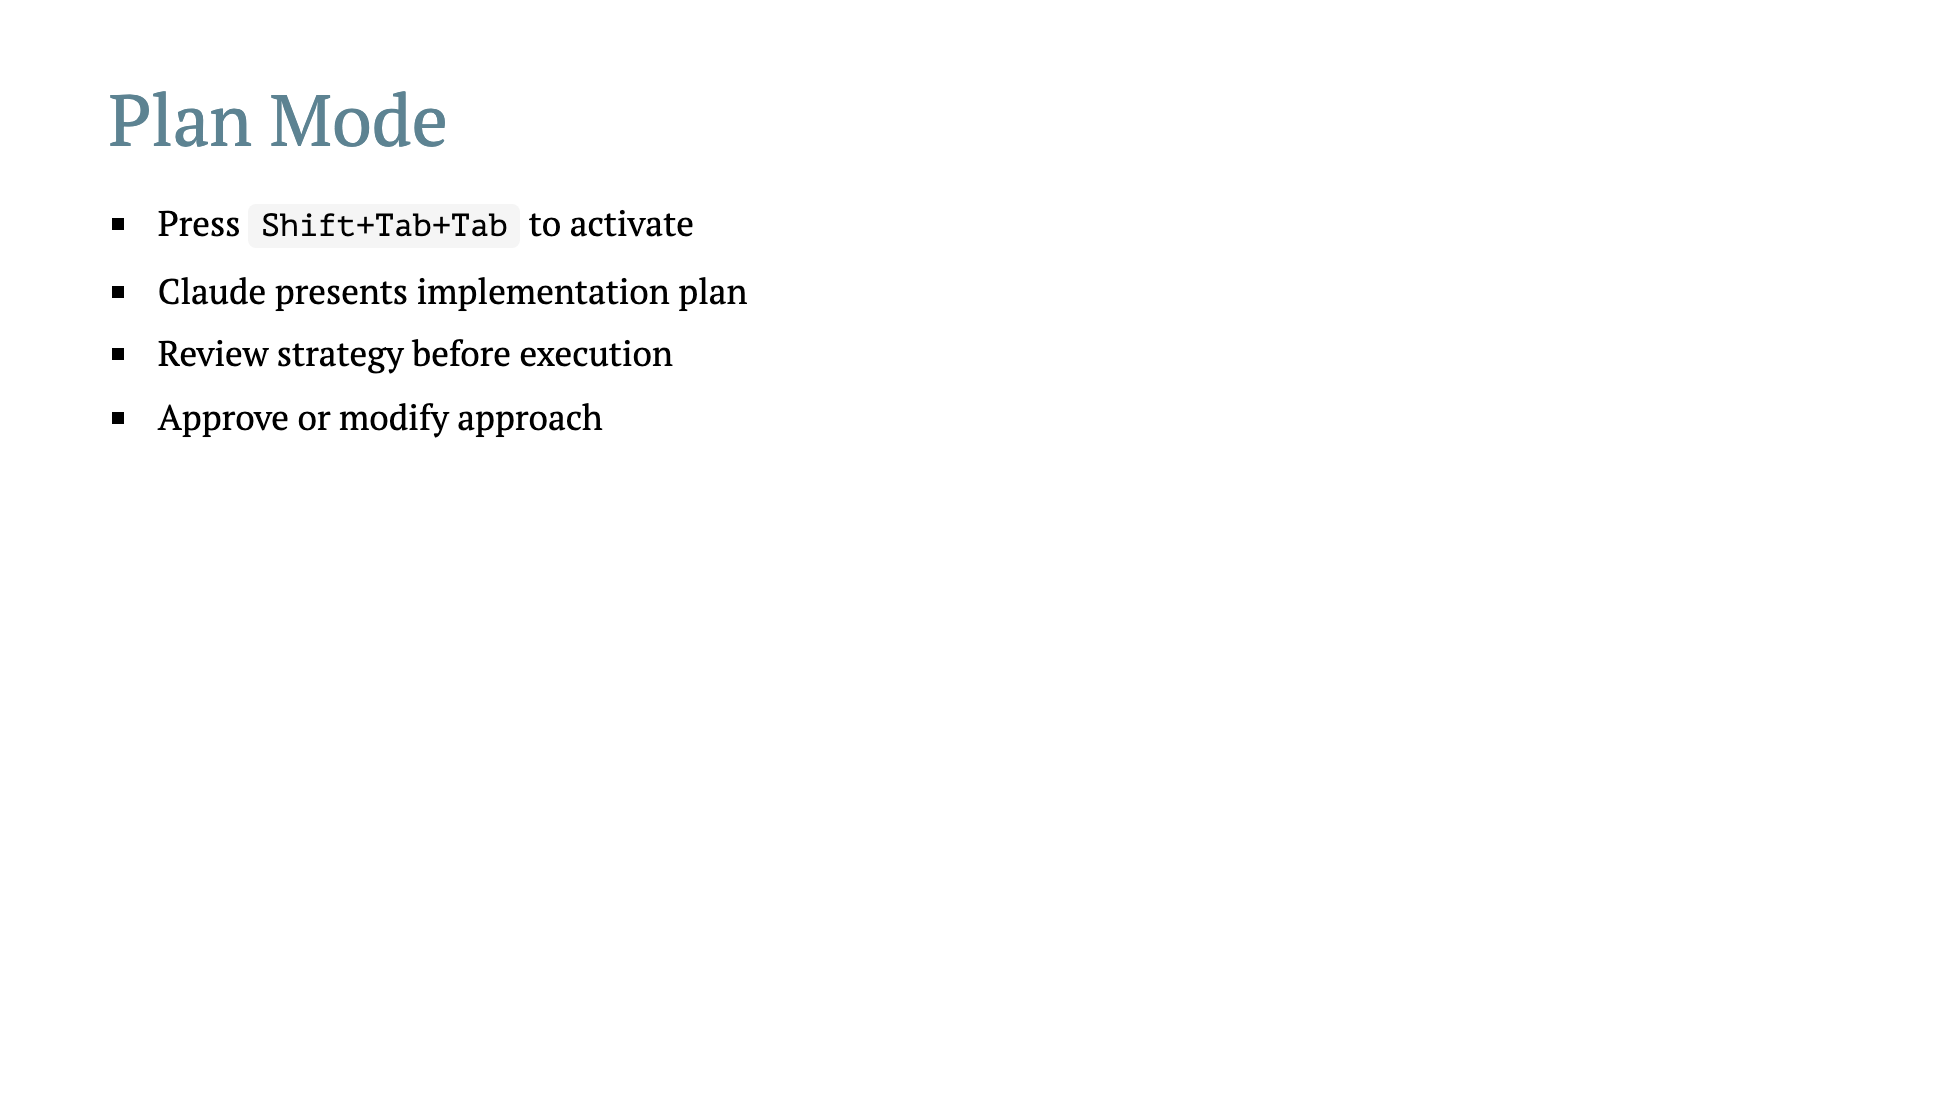 Plan Mode
▪ Press Shift+Tab+Tab to activate
▪ Claude presents implementation plan
▪ Review strategy before execution
▪ Approve or modify approach